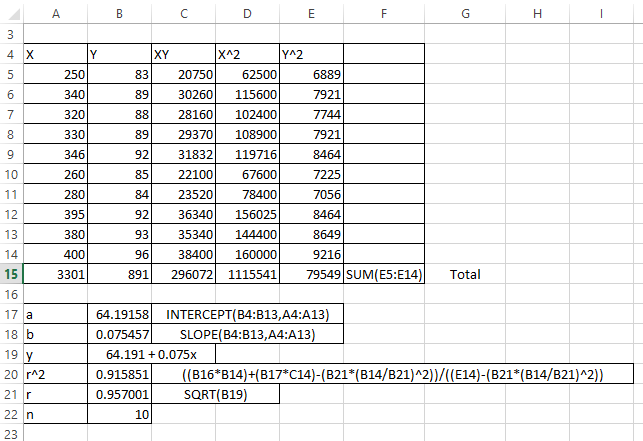 A B C D E F G H I
3
4 X Y XY X^2 Y^2
5 250 83 20750 62500 6889
6 340 89 30260 115600 7921
7 320 88 28160 102400 7744
8 330 89 29370 108900 7921
9 346 92 31832 119716 8464
10 260 85 22100 67600 7225
11 280 84 23520 78400 7056
12 395 92 36340 156025 8464
13 380 93 35340 144400 8649
14 400 96 38400 160000 9216
15 3301 891 296072 1115541 79549 SUM(E5:E14) Total
16
17 a 64.19158 INTERCEPT(B4:B13,A4:A13)
18 b 0.075457 SLOPE(B4:B13,A4:A13)
19 y 64.191 + 0.075x
20 r^2 0.915851 ((B16*B14)+(B17*C14)-(B21*(B14/B21)^2))/((E14)-(B21*(B14/B21)^2))
21 r 0.957001 SQRT(B19)
22 n 10
23